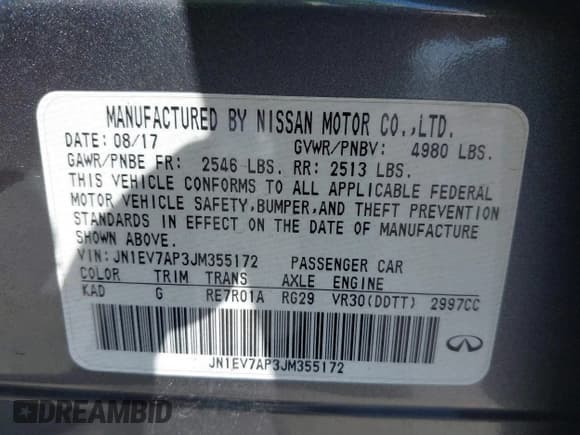 MANUFACTURED BY NISSAN MOTOR CO.,LTD.
DATE: 08/17 GVWR/PNBV: 4980 LBS.
GAWR/PNBE FR: 2546 LBS. RR: 2513 LBS.
THIS VEHICLE CONFORMS TO ALL APPLICABLE FEDERAL
MOTOR VEHICLE SAFETY,BUMPER,AND THEFT PREVENTION
STANDARDS IN EFFECT ON THE DATE OF MANUFACTURE
SHOWN ABOVE.
VIN: JN1EV7AP3JM355172 PASSENGER CAR
COLOR TRIM TRANS AXLE ENGINE
KAD G RE7R01A RG29 VR30(DDTT) 2997CC
JN1EV7AP3JM355172
DREAMBID